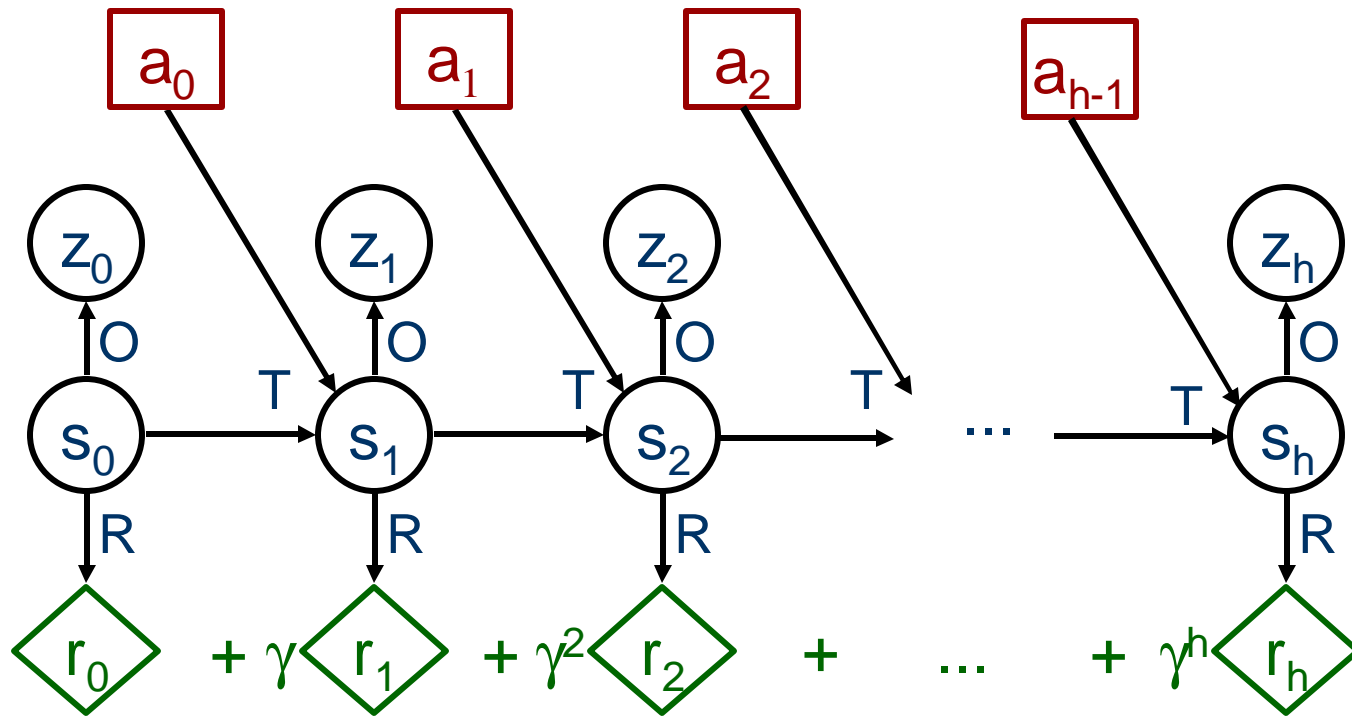 a₀ a₁ a₂ aₕ₋₁
z₀ z₁ z₂ zₕ
O O O O
T T T T
s₀ s₁ s₂ ... sₕ
R R R R
r₀ + γ r₁ + γ² r₂ + ... + γʰ rₕ